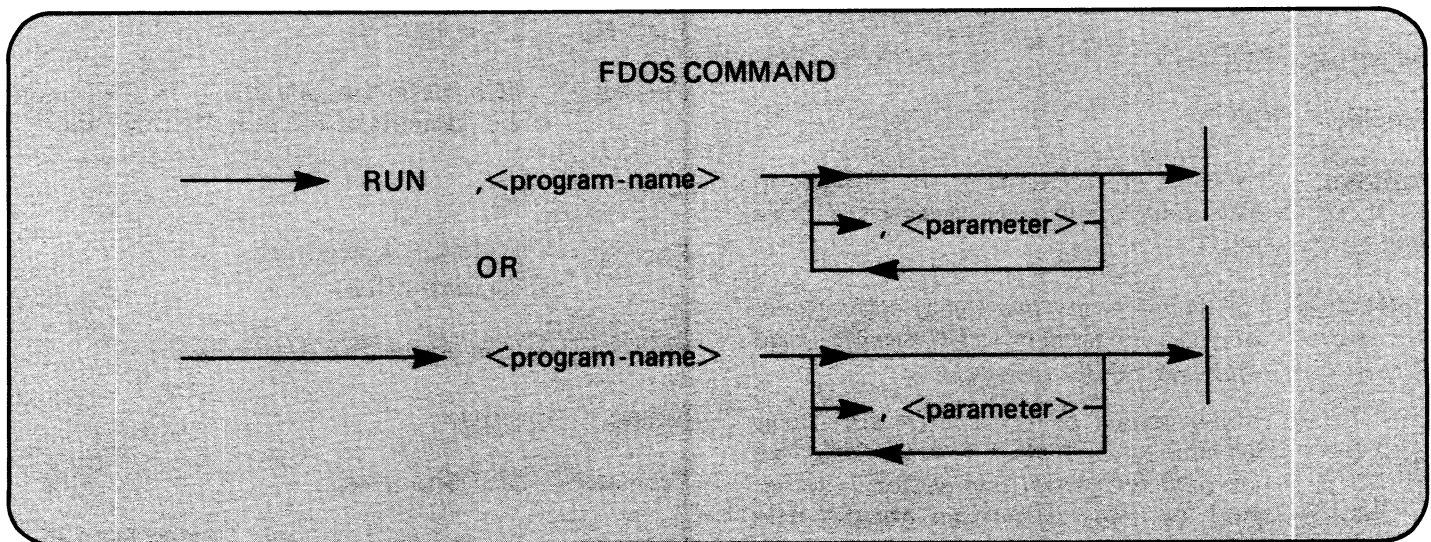 FDOS COMMAND
RUN ,<program-name>
, <parameter>
OR
<program-name>
, <parameter>